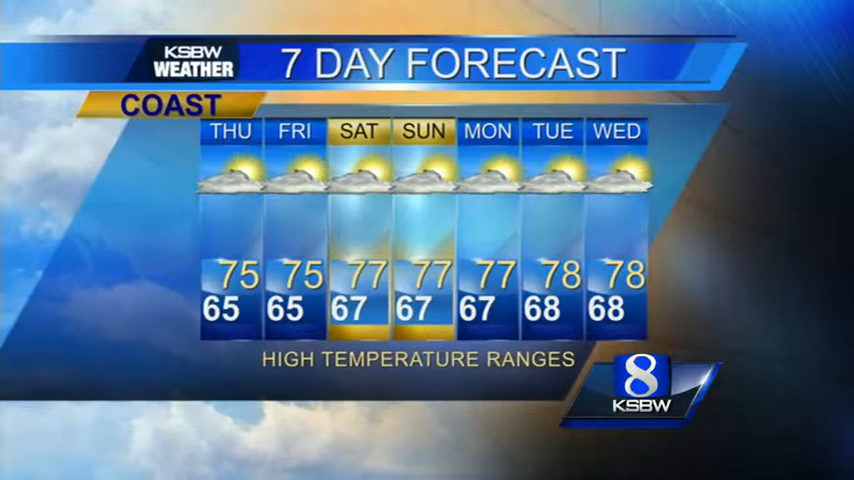 KSBW
WEATHER
7 DAY FORECAST
COAST
THU FRI SAT SUN MON TUE WED
75 75 77 77 77 78 78
65 65 67 67 67 68 68
HIGH TEMPERATURE RANGES
8
KSBW